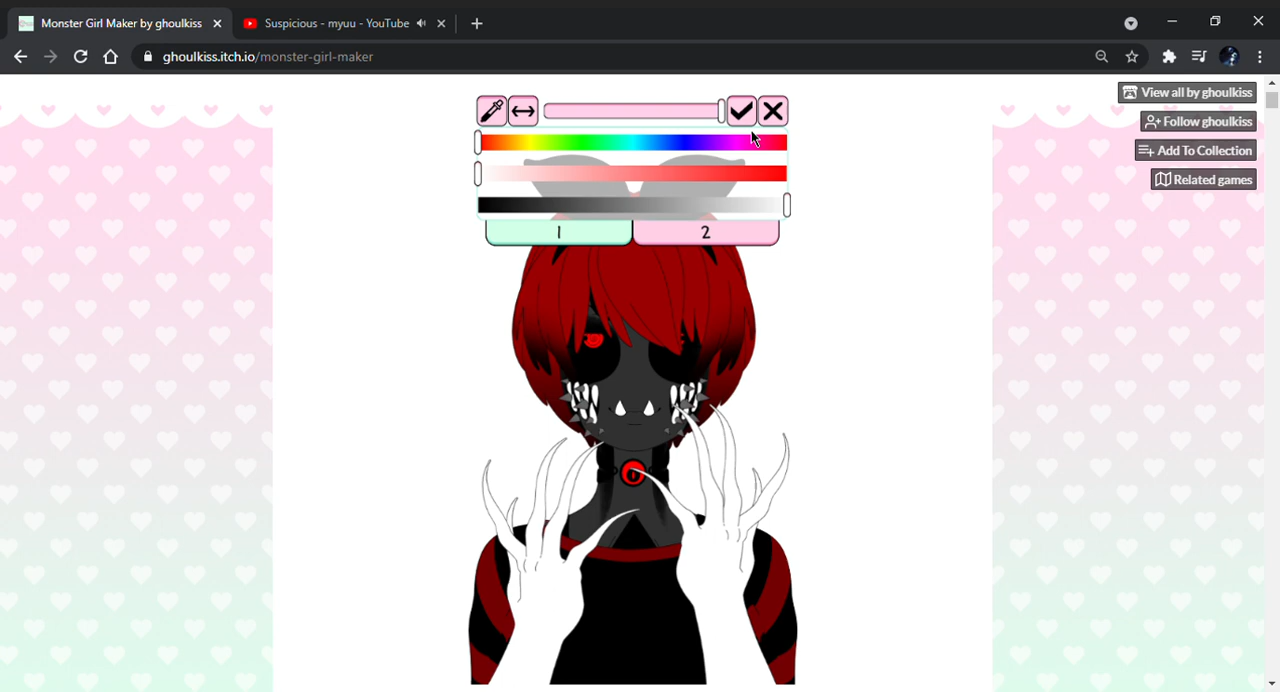 Monster Girl Maker by ghoulkiss
Suspicious - myuu - YouTube
ghoulkiss.itch.io/monster-girl-maker
View all by ghoulkiss
Follow ghoulkiss
Add To Collection
Related games
1 2